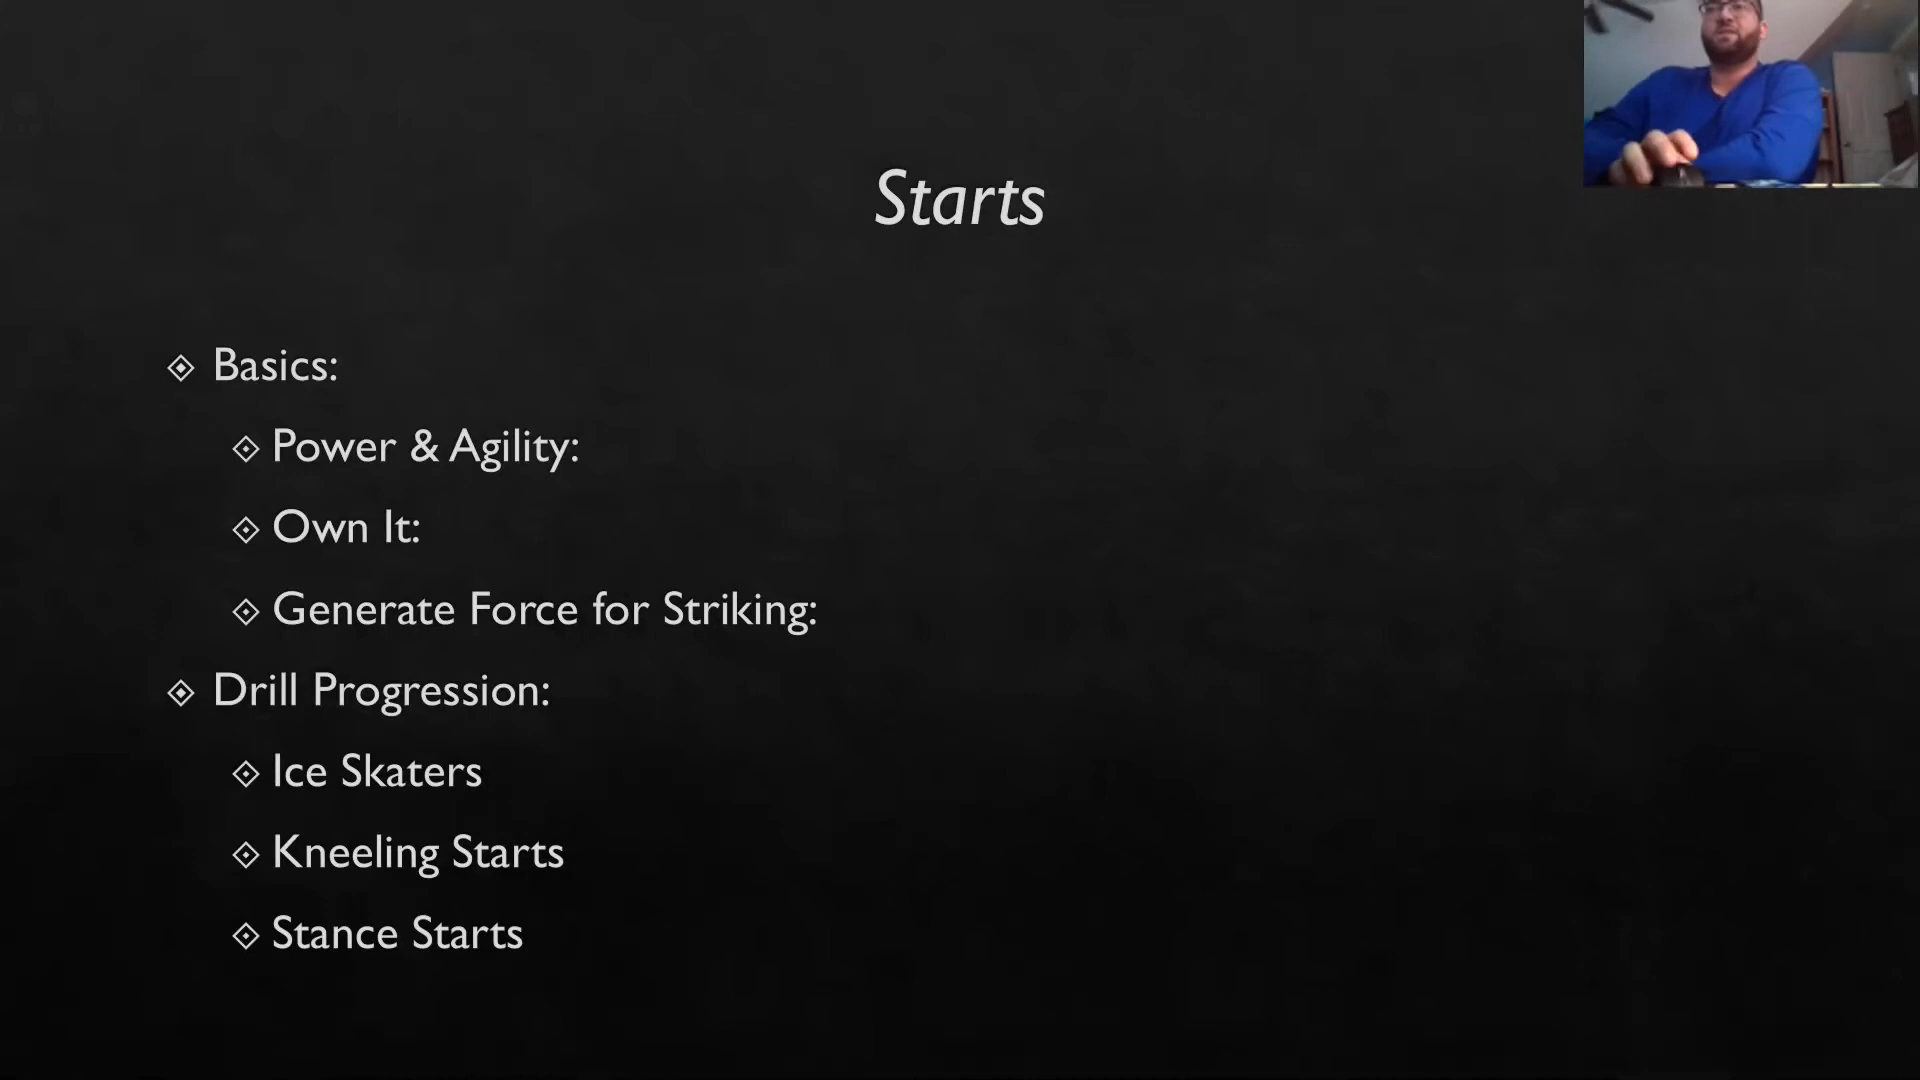 Starts
Basics:
Power & Agility:
Own It:
Generate Force for Striking:
Drill Progression:
Ice Skaters
Kneeling Starts
Stance Starts